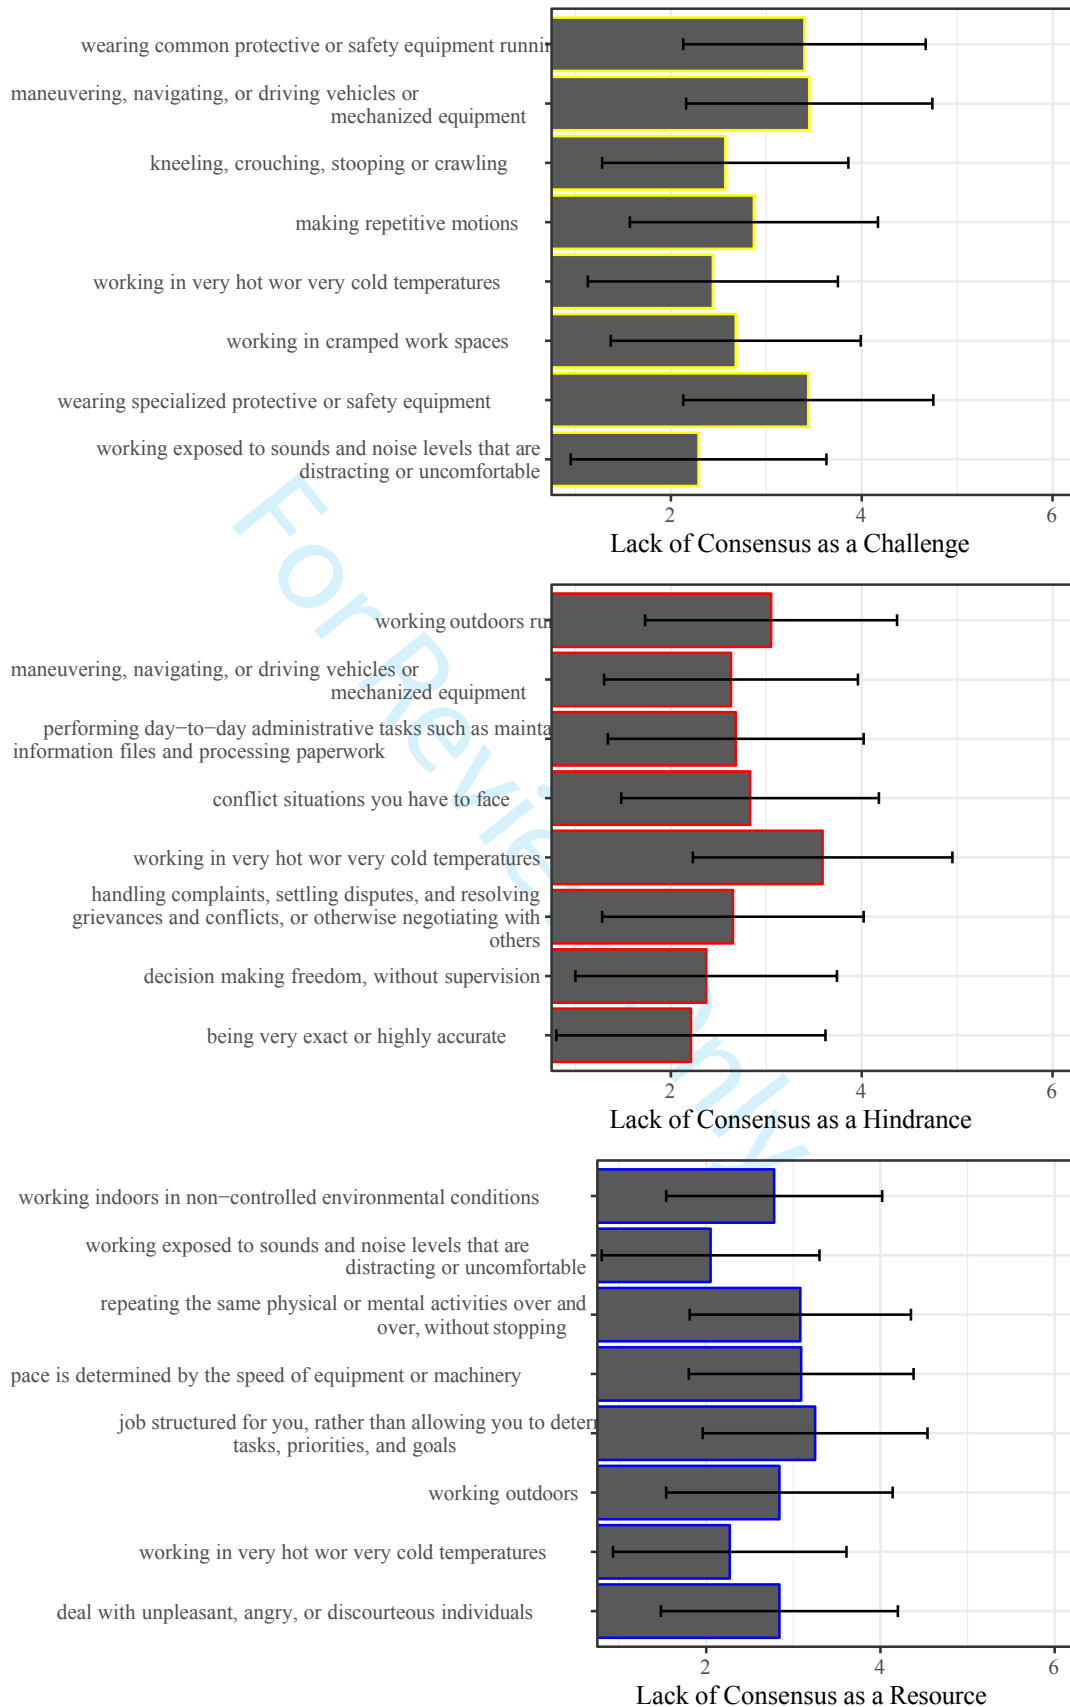 wearing common protective or safety equipment runnin
maneuvering, navigating, or driving vehicles or
mechanized equipment
kneeling, crouching, stooping or crawling
making repetitive motions
working in very hot wor very cold temperatures
working in cramped work spaces
wearing specialized protective or safety equipment
working exposed to sounds and noise levels that are
distracting or uncomfortable
2 4 6
Lack of Consensus as a Challenge
working outdoors run
maneuvering, navigating, or driving vehicles or
mechanized equipment
performing day−to−day administrative tasks such as mainta
information files and processing paperwork
conflict situations you have to face
working in very hot wor very cold temperatures
handling complaints, settling disputes, and resolving
grievances and conflicts, or otherwise negotiating with
others
decision making freedom, without supervision
being very exact or highly accurate
2 4 6
Lack of Consensus as a Hindrance
working indoors in non−controlled environmental conditions
working exposed to sounds and noise levels that are
distracting or uncomfortable
repeating the same physical or mental activities over and
over, without stopping
pace is determined by the speed of equipment or machinery
job structured for you, rather than allowing you to deter
tasks, priorities, and goals
working outdoors
working in very hot wor very cold temperatures
deal with unpleasant, angry, or discourteous individuals
2 4 6
Lack of Consensus as a Resource
For Review Only